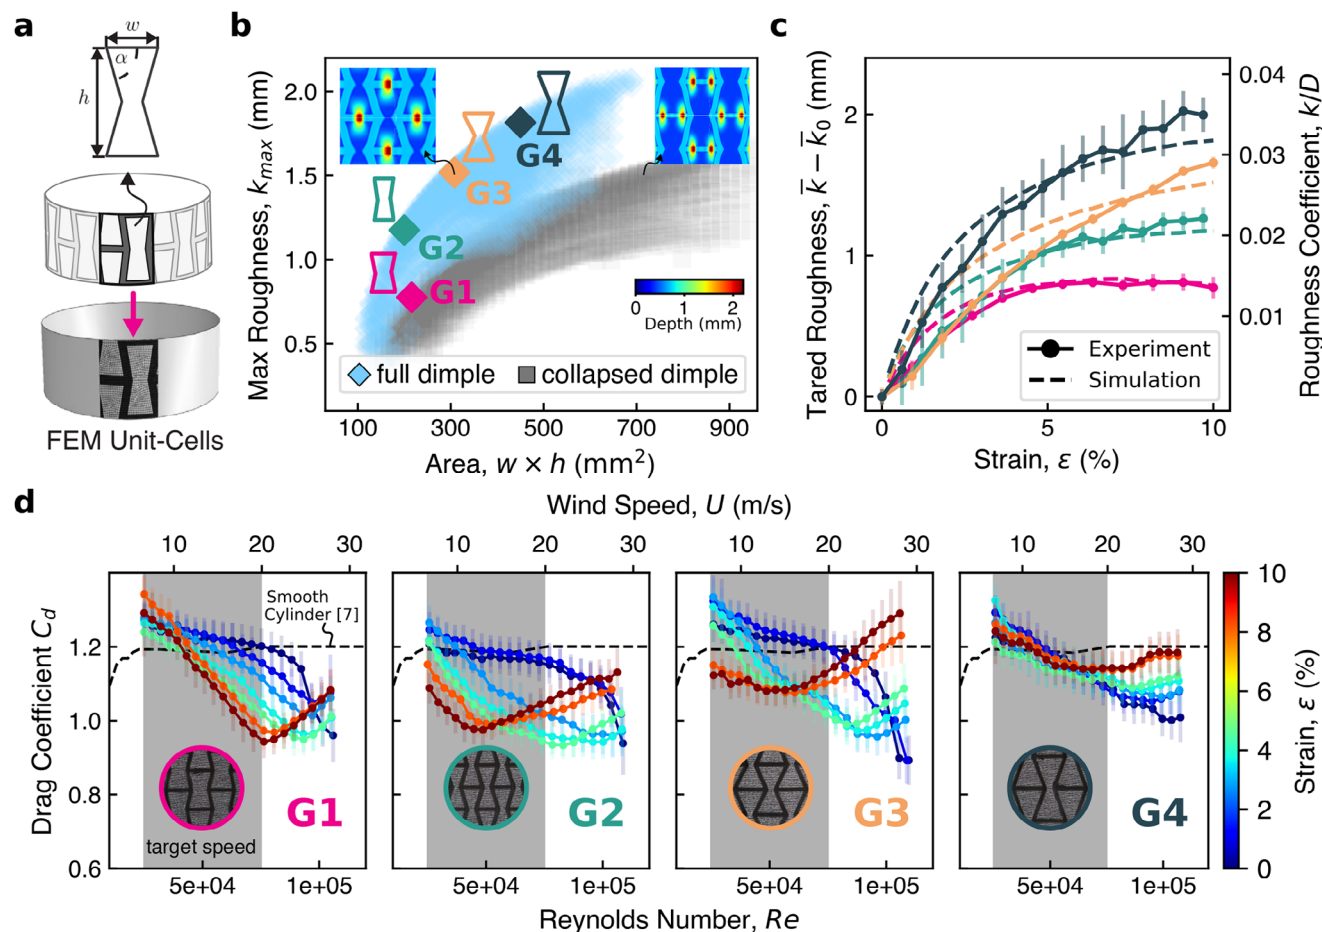 a
w
α
h
FEM Unit-Cells
b
Max Roughness, k_max (mm)
2.0
1.5
1.0
0.5
G4
G3
G2
G1
0 1 2
Depth (mm)
full dimple collapsed dimple
100 300 500 700 900
Area, w × h (mm²)
c
Tared Roughness, k̅ − k̅₀ (mm)
2
1
0
Roughness Coefficient, k/D
0.04
0.03
0.02
0.01
Experiment
Simulation
0 5 10
Strain, ε (%)
d
Wind Speed, U (m/s)
10 20 30
10 20 30
10 20 30
10 20 30
Drag Coefficient C_d
1.2
1.0
0.8
0.6
Smooth
Cylinder [7]
target speed
G1
G2
G3
G4
5e+04 1e+05
5e+04 1e+05
5e+04 1e+05
5e+04 1e+05
Reynolds Number, Re
10
8
6
4
2
0
Strain, ε (%)